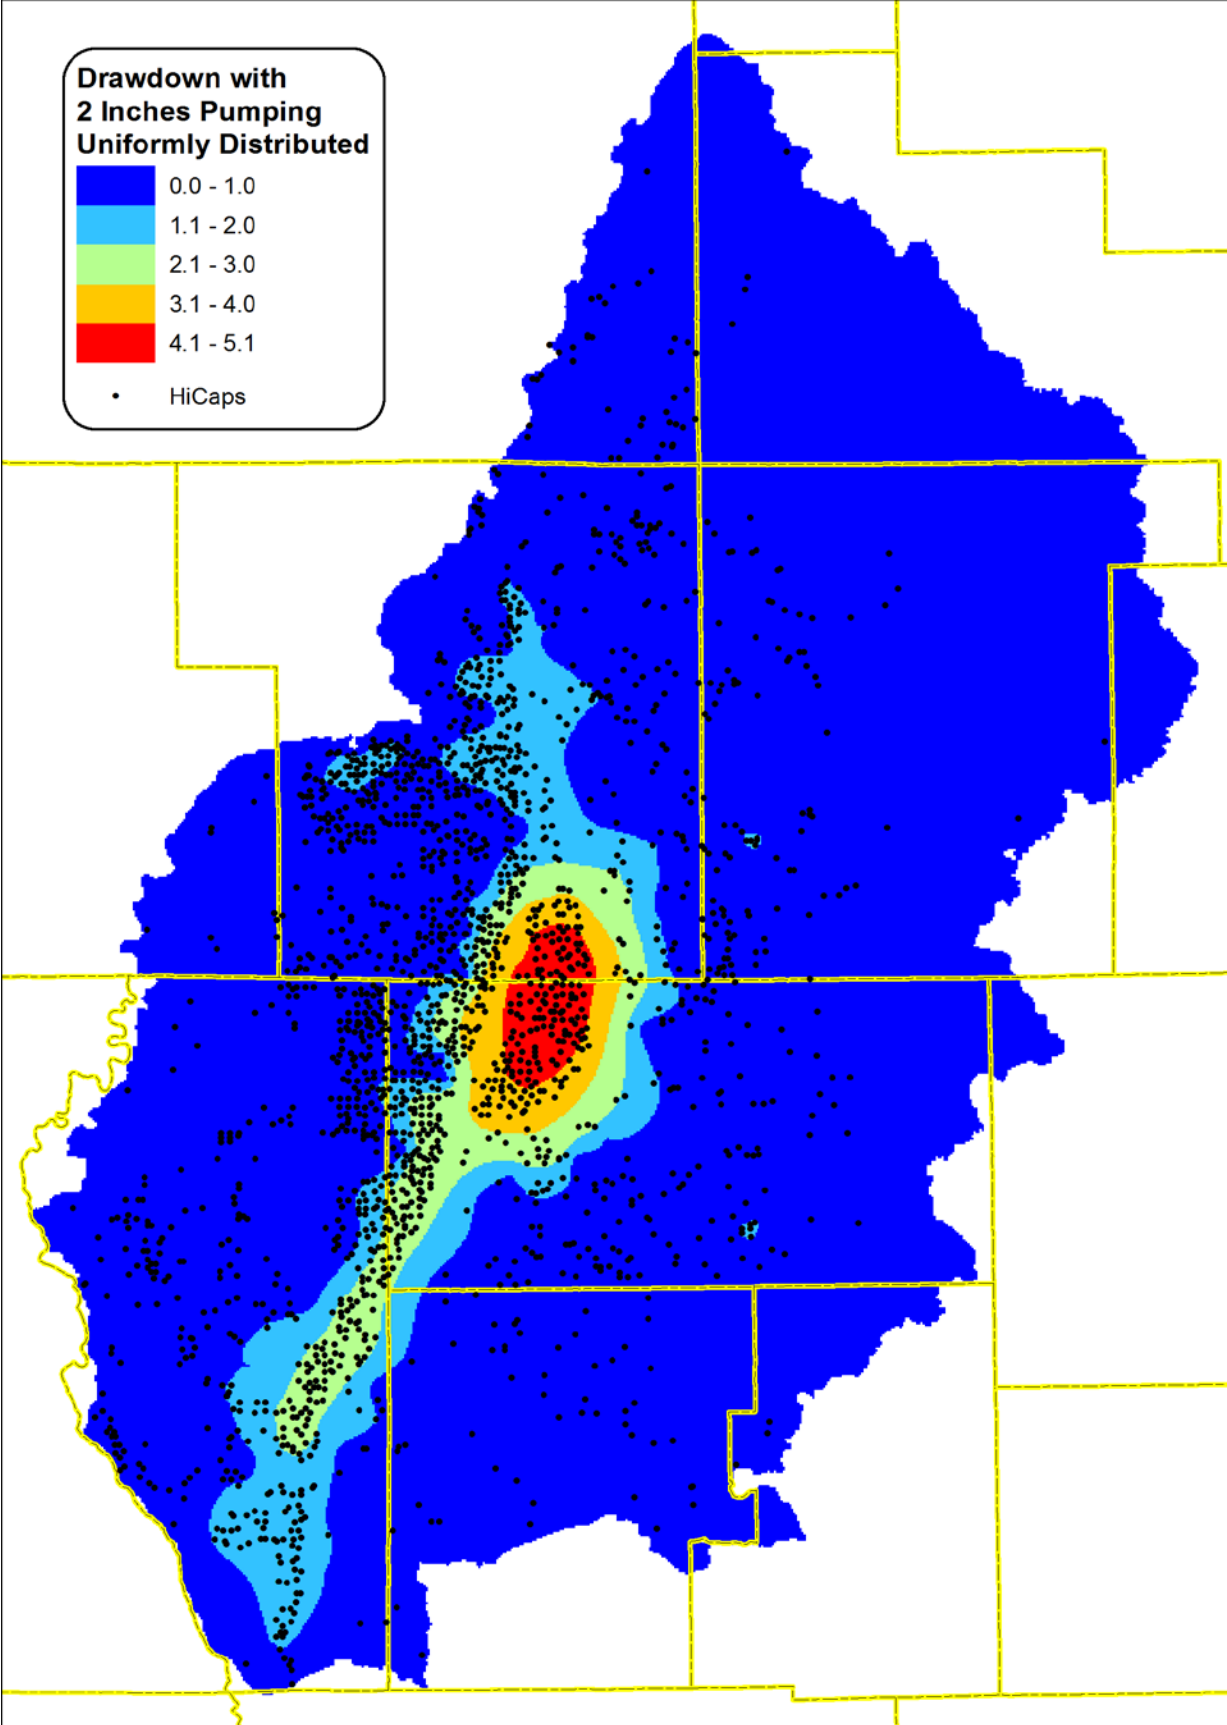 Drawdown with
2 Inches Pumping
Uniformly Distributed
0.0 - 1.0
1.1 - 2.0
2.1 - 3.0
3.1 - 4.0
4.1 - 5.1
HiCaps